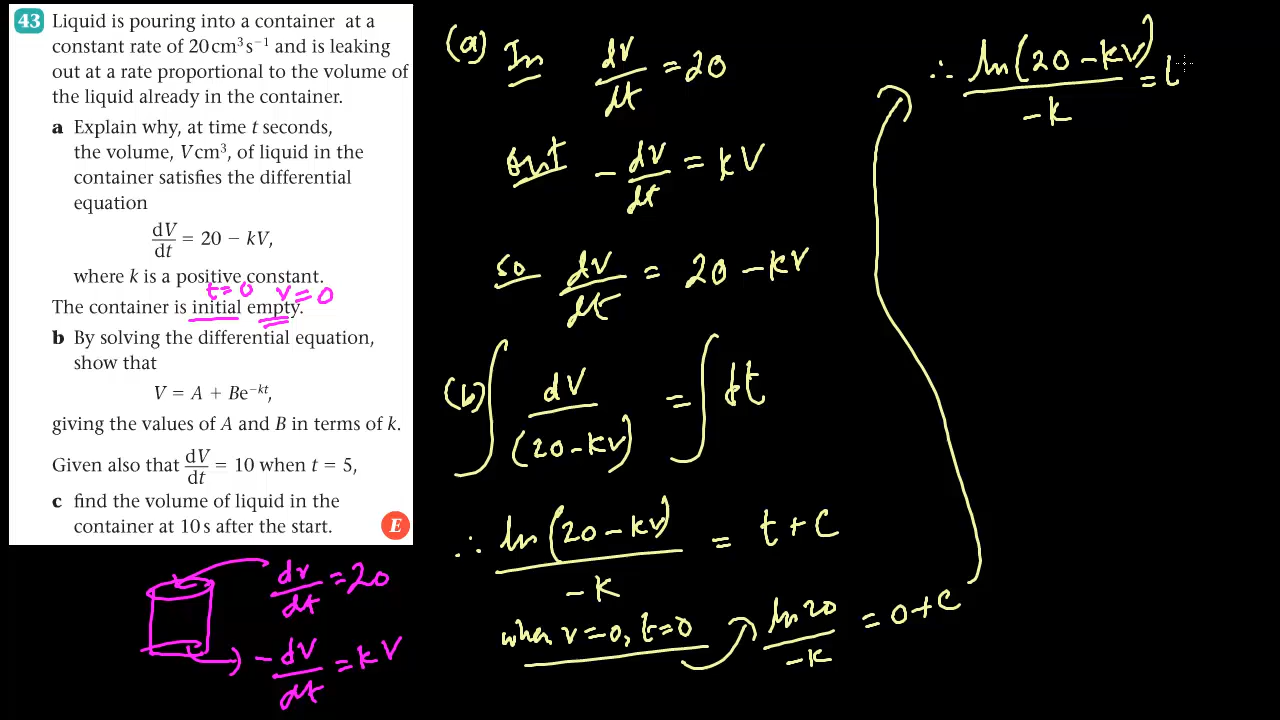 43 Liquid is pouring into a container at a
constant rate of 20 cm³ s⁻¹ and is leaking
out at a rate proportional to the volume of
the liquid already in the container.
a Explain why, at time t seconds,
the volume, V cm³, of liquid in the
container satisfies the differential
equation
dV/dt = 20 − kV,
where k is a positive constant.
t=0 v=0
The container is initial empty.
b By solving the differential equation,
show that
V = A + Be⁻ᵏᵗ,
giving the values of A and B in terms of k.
Given also that dV/dt = 10 when t = 5,
c find the volume of liquid in the
container at 10 s after the start.
E
dv/dt = 20
-dV/dt = kV
(a) In dv/dt = 20
out -dv/dt = kV
so dv/dt = 20 - kV
(b) ∫ dV/(20-kv) = ∫ dt
∴ ln(20-kv)/-k = t + c
when v=0, t=0 ln 20/-k = 0+c
∴ ln(20-kv)/-k = t